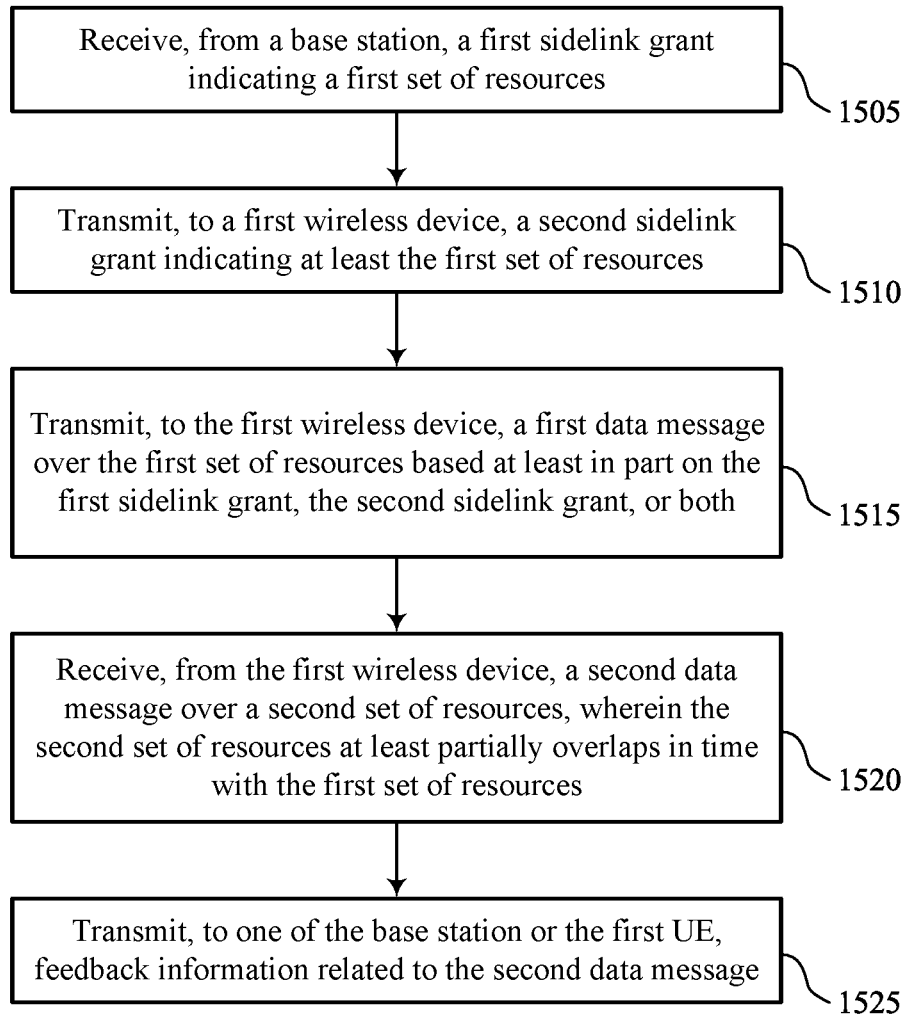 Receive, from a base station, a first sidelink grant
indicating a first set of resources
1505
Transmit, to a first wireless device, a second sidelink
grant indicating at least the first set of resources
1510
Transmit, to the first wireless device, a first data message
over the first set of resources based at least in part on the
first sidelink grant, the second sidelink grant, or both
1515
Receive, from the first wireless device, a second data
message over a second set of resources, wherein the
second set of resources at least partially overlaps in time
with the first set of resources
1520
Transmit, to one of the base station or the first UE,
feedback information related to the second data message
1525